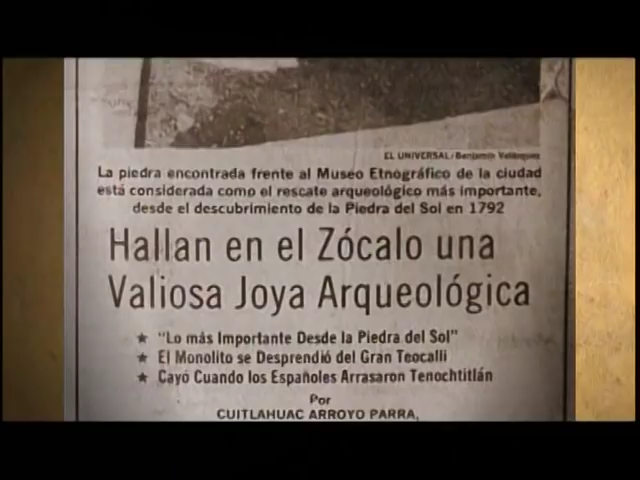 EL UNIVERSAL/Benjamín Velázquez
La piedra encontrada frente al Museo Etnográfico de la ciudad
está considerada como el rescate arqueológico más importante,
desde el descubrimiento de la Piedra del Sol en 1792
Hallan en el Zócalo una
Valiosa Joya Arqueológica
★ "Lo más Importante Desde la Piedra del Sol"
★ El Monolito se Desprendió del Gran Teocalli
★ Cayó Cuando los Españoles Arrasaron Tenochtitlán
Por
CUITLAHUAC ARROYO PARRA,